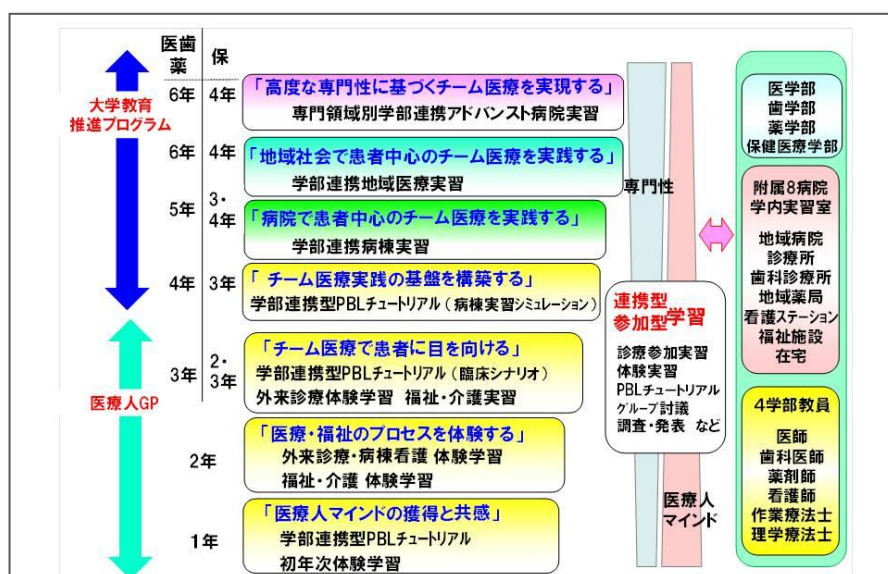 医歯薬
保
大学教育
推進プログラム
医療人GP
6年 4年
「高度な専門性に基づくチーム医療を実現する」
専門領域別学部連携アドバンスト病院実習
6年 4年
「地域社会で患者中心のチーム医療を実践する」
学部連携地域医療実習
5年 3・4年
「病院で患者中心のチーム医療を実践する」
学部連携病棟実習
4年 3年
「 チーム医療実践の基盤を構築する」
学部連携型PBLチュートリアル（病棟実習シミュレーション）
3年 2・3年
「チーム医療で患者に目を向ける」
学部連携型PBLチュートリアル（臨床シナリオ）
外来診療体験学習 福祉・介護実習
2年
「医療・福祉のプロセスを体験する」
外来診療・病棟看護 体験学習
福祉・介護 体験学習
1年
「医療人マインドの獲得と共感」
学部連携型PBLチュートリアル
初年次体験学習
専門性
連携型
参加型学習
診療参加実習
体験実習
PBLチュートリアル
グループ討議
調査・発表 など
医療人
マインド
医学部
歯学部
薬学部
保健医療学部
附属8病院
学内実習室
地域病院
診療所
歯科診療所
地域薬局
看護ステーション
福祉施設
在宅
4学部教員
医師
歯科医師
薬剤師
看護師
作業療法士
理学療法士